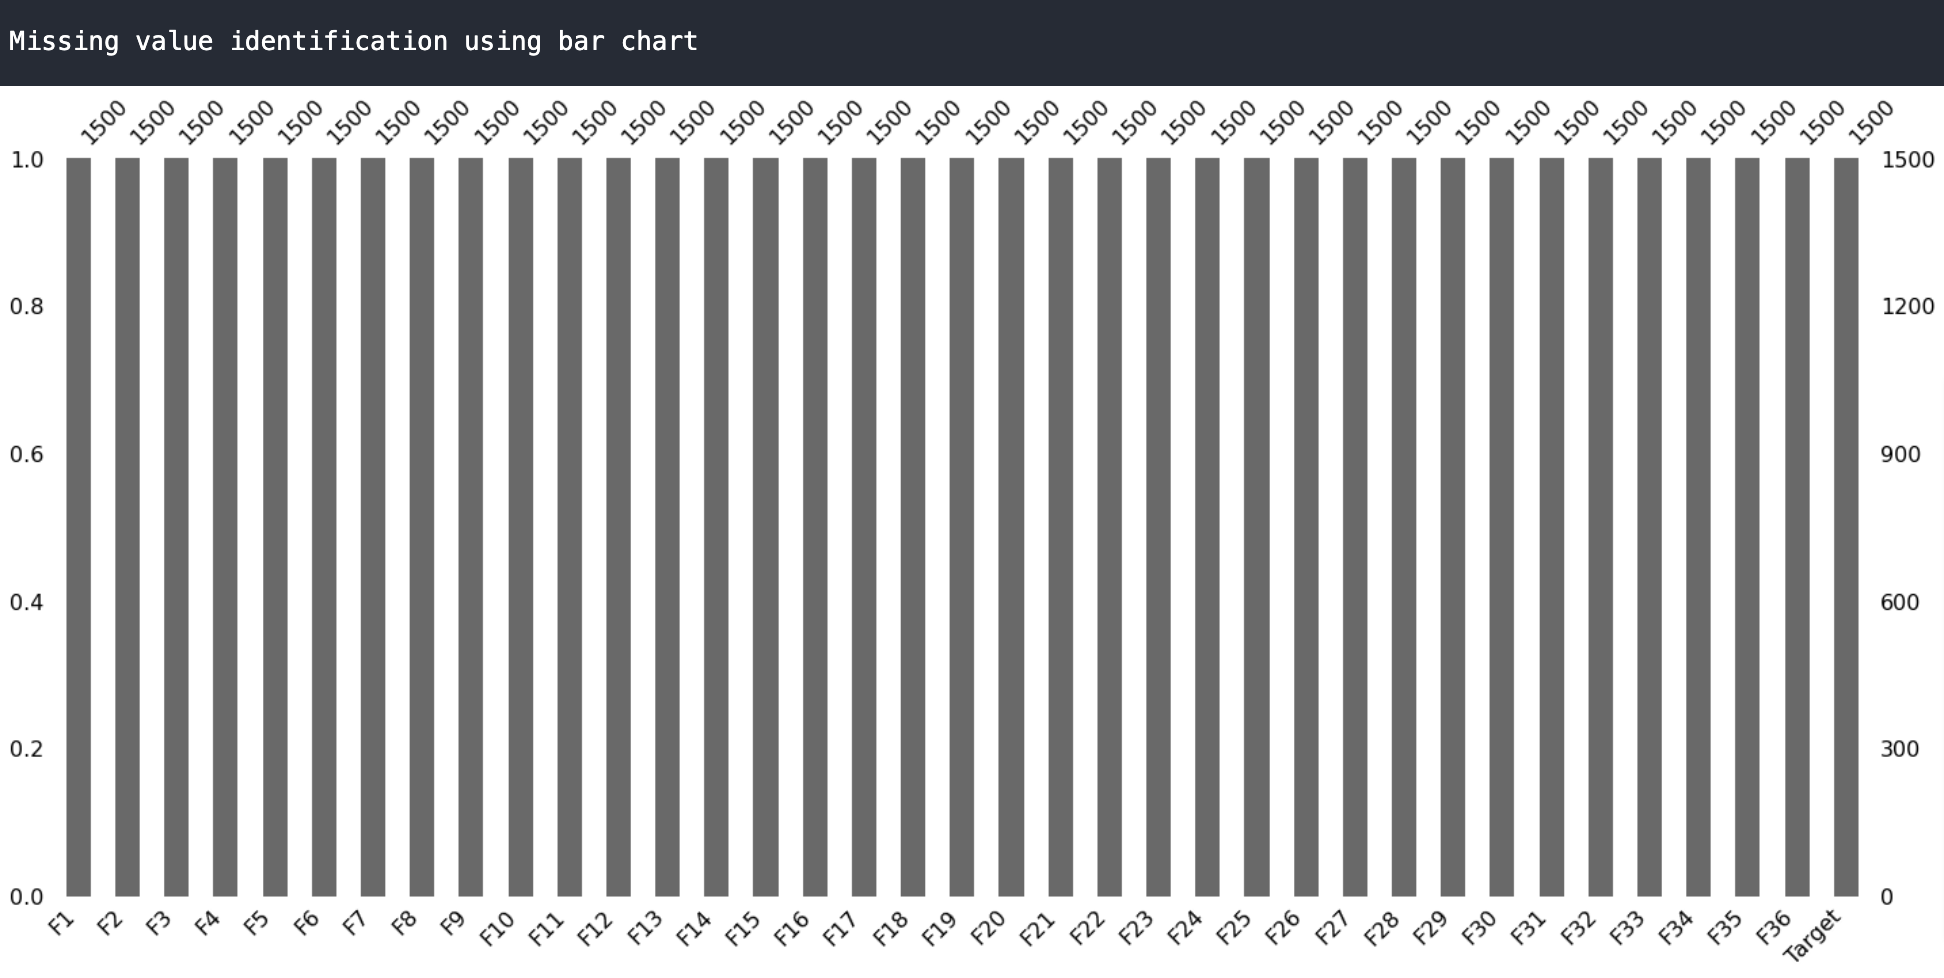 Missing value identification using bar chart
1500 1500 1500 1500 1500 1500 1500 1500 1500 1500 1500 1500 1500 1500 1500 1500 1500 1500 1500 1500 1500 1500 1500 1500 1500 1500 1500 1500 1500 1500 1500 1500 1500 1500 1500 1500 1500
1.0 1500
0.8 1200
0.6 900
0.4 600
0.2 300
0.0 0
F1 F2 F3 F4 F5 F6 F7 F8 F9 F10 F11 F12 F13 F14 F15 F16 F17 F18 F19 F20 F21 F22 F23 F24 F25 F26 F27 F28 F29 F30 F31 F32 F33 F34 F35 F36 Target